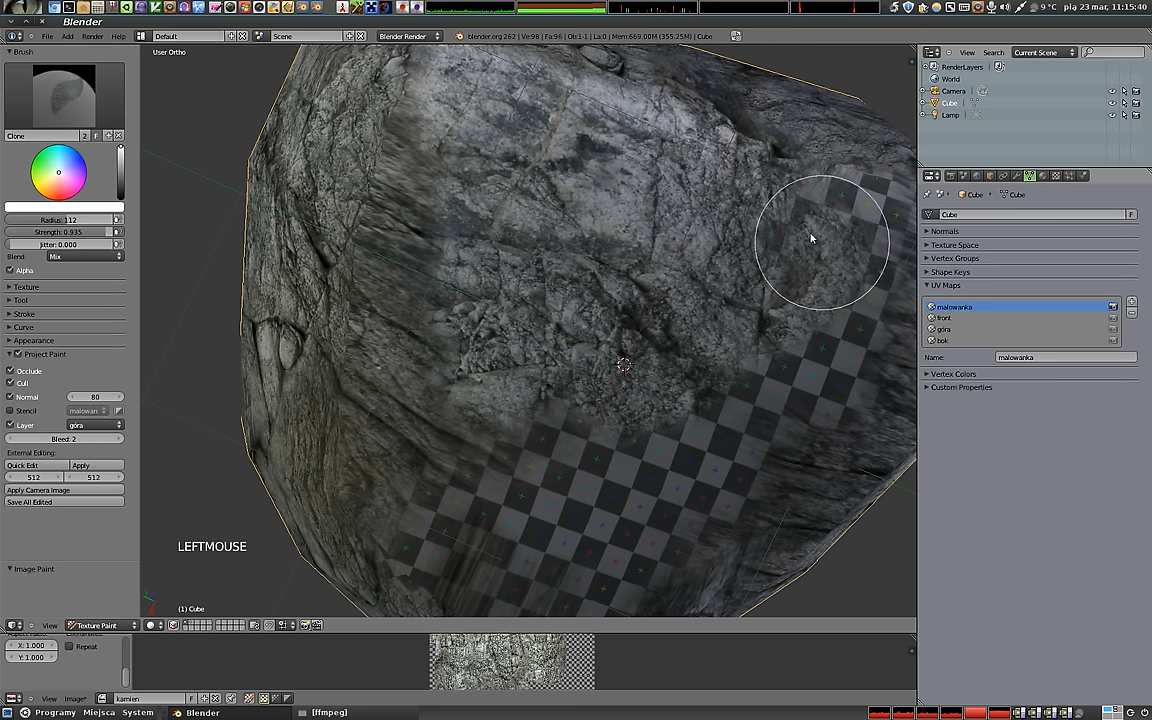 9 °C pią 23 mar, 11:15:40
Blender
File Add Render Help Default Scene Blender Render blender.org 262 | Ve:98 | Fa:96 | Ob:1-1 | La:0 | Mem:669.00M (355.25M) | Cube
Brush
Clone 2 F
Radius: 112
Strength: 0.935
Jitter: 0.000
Blend: Mix
Alpha
Texture
Tool
Stroke
Curve
Appearance
Project Paint
Occlude
Cull
Normal 80
Stencil malowan
Layer góra
Bleed: 2
External Editing:
Quick Edit Apply
512 512
Apply Camera Image
Save All Edited
Image Paint
User Ortho
LEFTMOUSE
(1) Cube
View Texture Paint
View Search Current Scene
RenderLayers
World
Camera
Cube
Lamp
Cube Cube
Cube F
Normals
Texture Space
Vertex Groups
Shape Keys
UV Maps
malowanka
front
góra
bok
Name: malowanka
Vertex Colors
Custom Properties
X: 1.000 Repeat
Y: 1.000
View Image* kamien F
Programy Miejsca System Blender [ffmpeg]